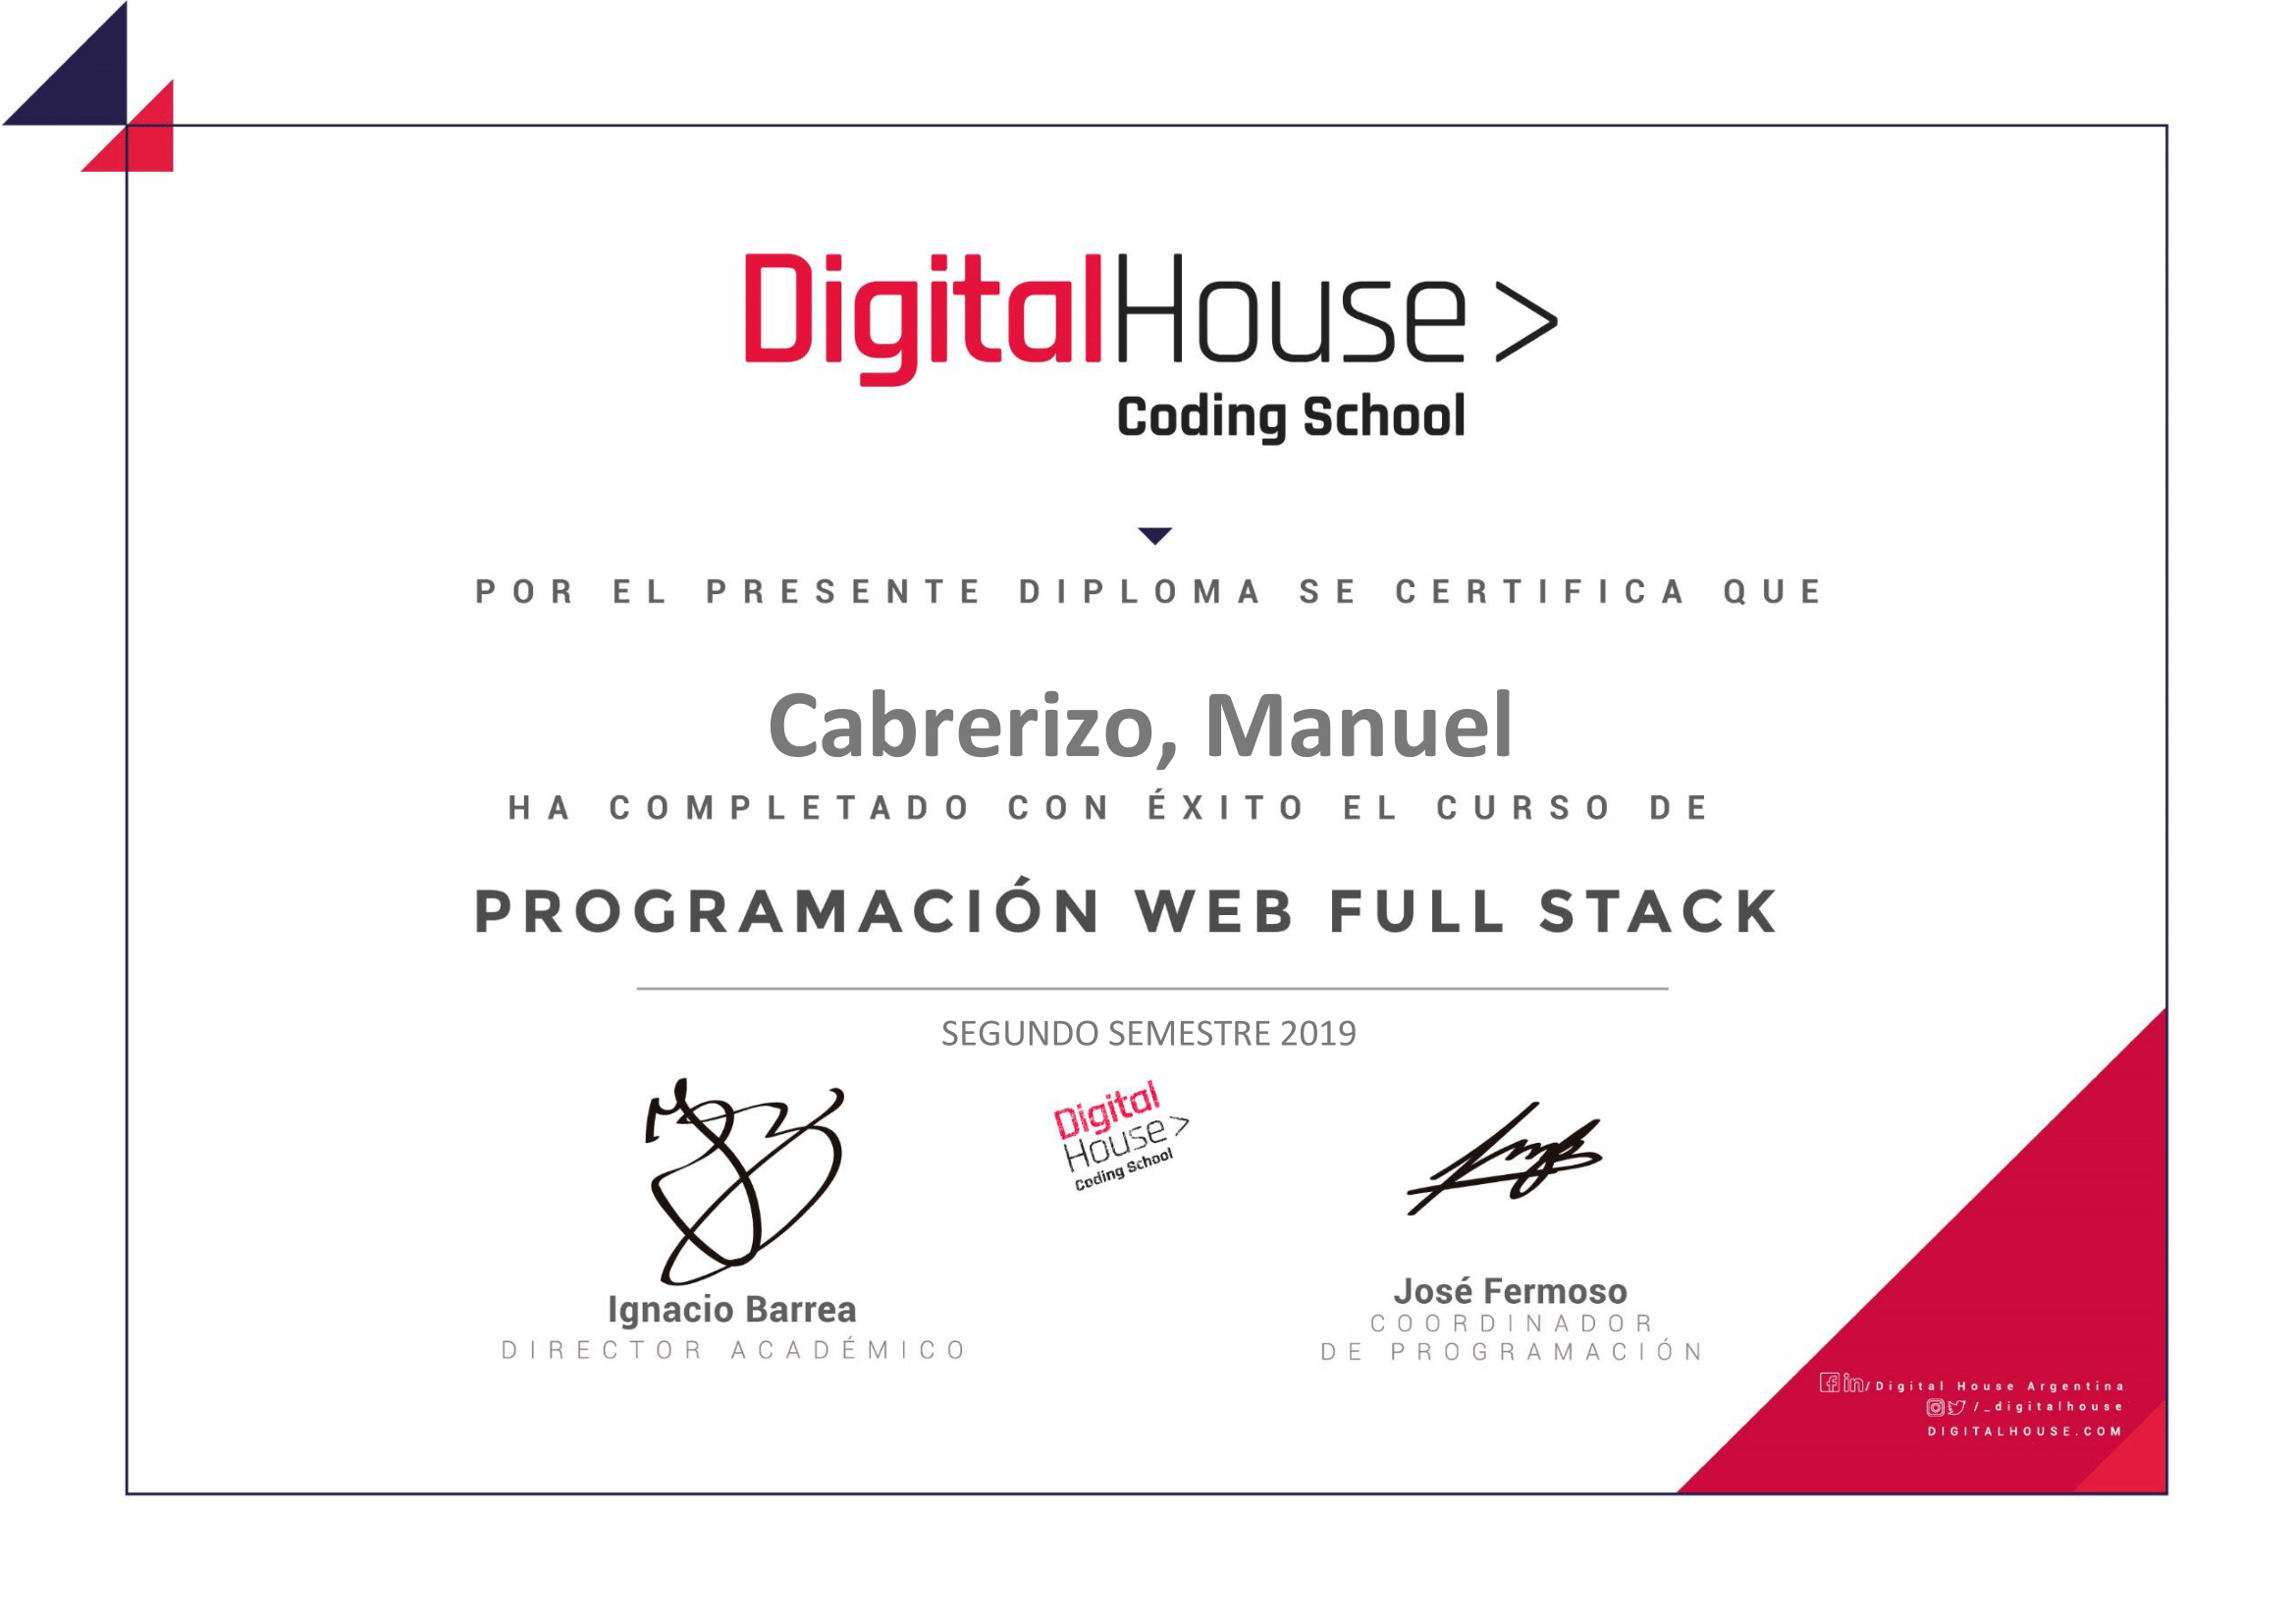 DigitalHouse>
Coding School
POR EL PRESENTE DIPLOMA SE CERTIFICA QUE
Cabrerizo, Manuel
HA COMPLETADO CON ÉXITO EL CURSO DE
PROGRAMACIÓN WEB FULL STACK
SEGUNDO SEMESTRE 2019
Digital
House>
Coding School
Ignacio Barrea
DIRECTOR ACADÉMICO
José Fermoso
COORDINADOR
DE PROGRAMACIÓN
/Digital House Argentina
/_digitalhouse
DIGITALHOUSE.COM